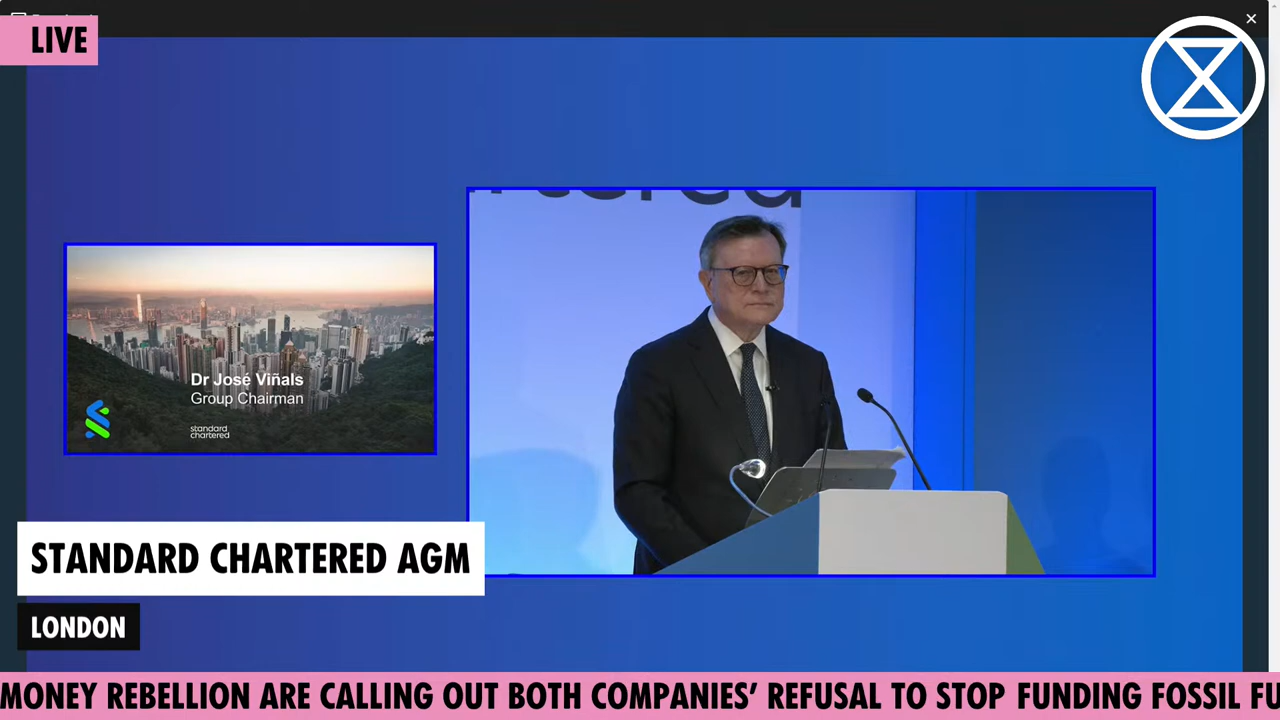 LIVE
rtered
Dr José Viñals
Group Chairman
standard
chartered
STANDARD CHARTERED AGM
LONDON
MONEY REBELLION ARE CALLING OUT BOTH COMPANIES' REFUSAL TO STOP FUNDING FOSSIL FU